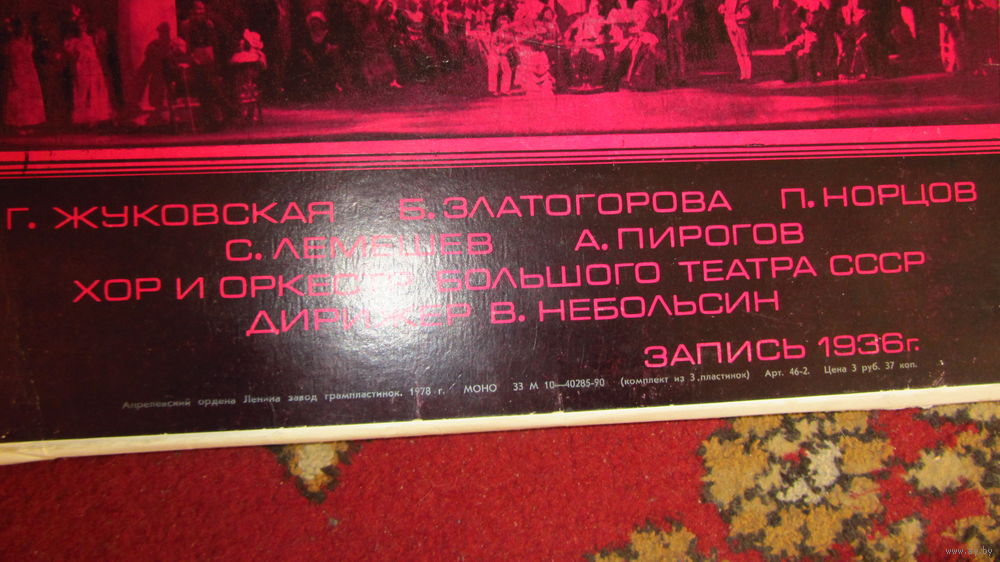 Г. ЖУКОВСКАЯ Б. ЗЛАТОГОРОВА П. НОРЦОВ
С. ЛЕМЕШЕВ А. ПИРОГОВ
ХОР И ОРКЕСТР БОЛЬШОГО ТЕАТРА СССР
ДИРИЖЕР В. НЕБОЛЬСИН
ЗАПИСЬ 1936г.
Апрелевский ордена Ленина завод грампластинок. 1978 г. МОНО 33 М 10—40285-90 (комплект из 3 пластинок) Арт. 46-2. Цена 3 руб. 37 коп.
www.ay.by